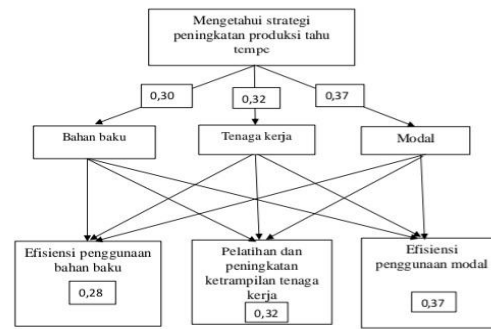 Mengetahui strategi
peningkatan produksi tahu
tempe
0,30
0,32
0,37
Bahan baku
Tenaga kerja
Modal
Efisiensi penggunaan
bahan baku
0,28
Pelatihan dan
peningkatan
ketrampilan tenaga
kerja
0,32
Efisiensi
penggunaan modal
0,37